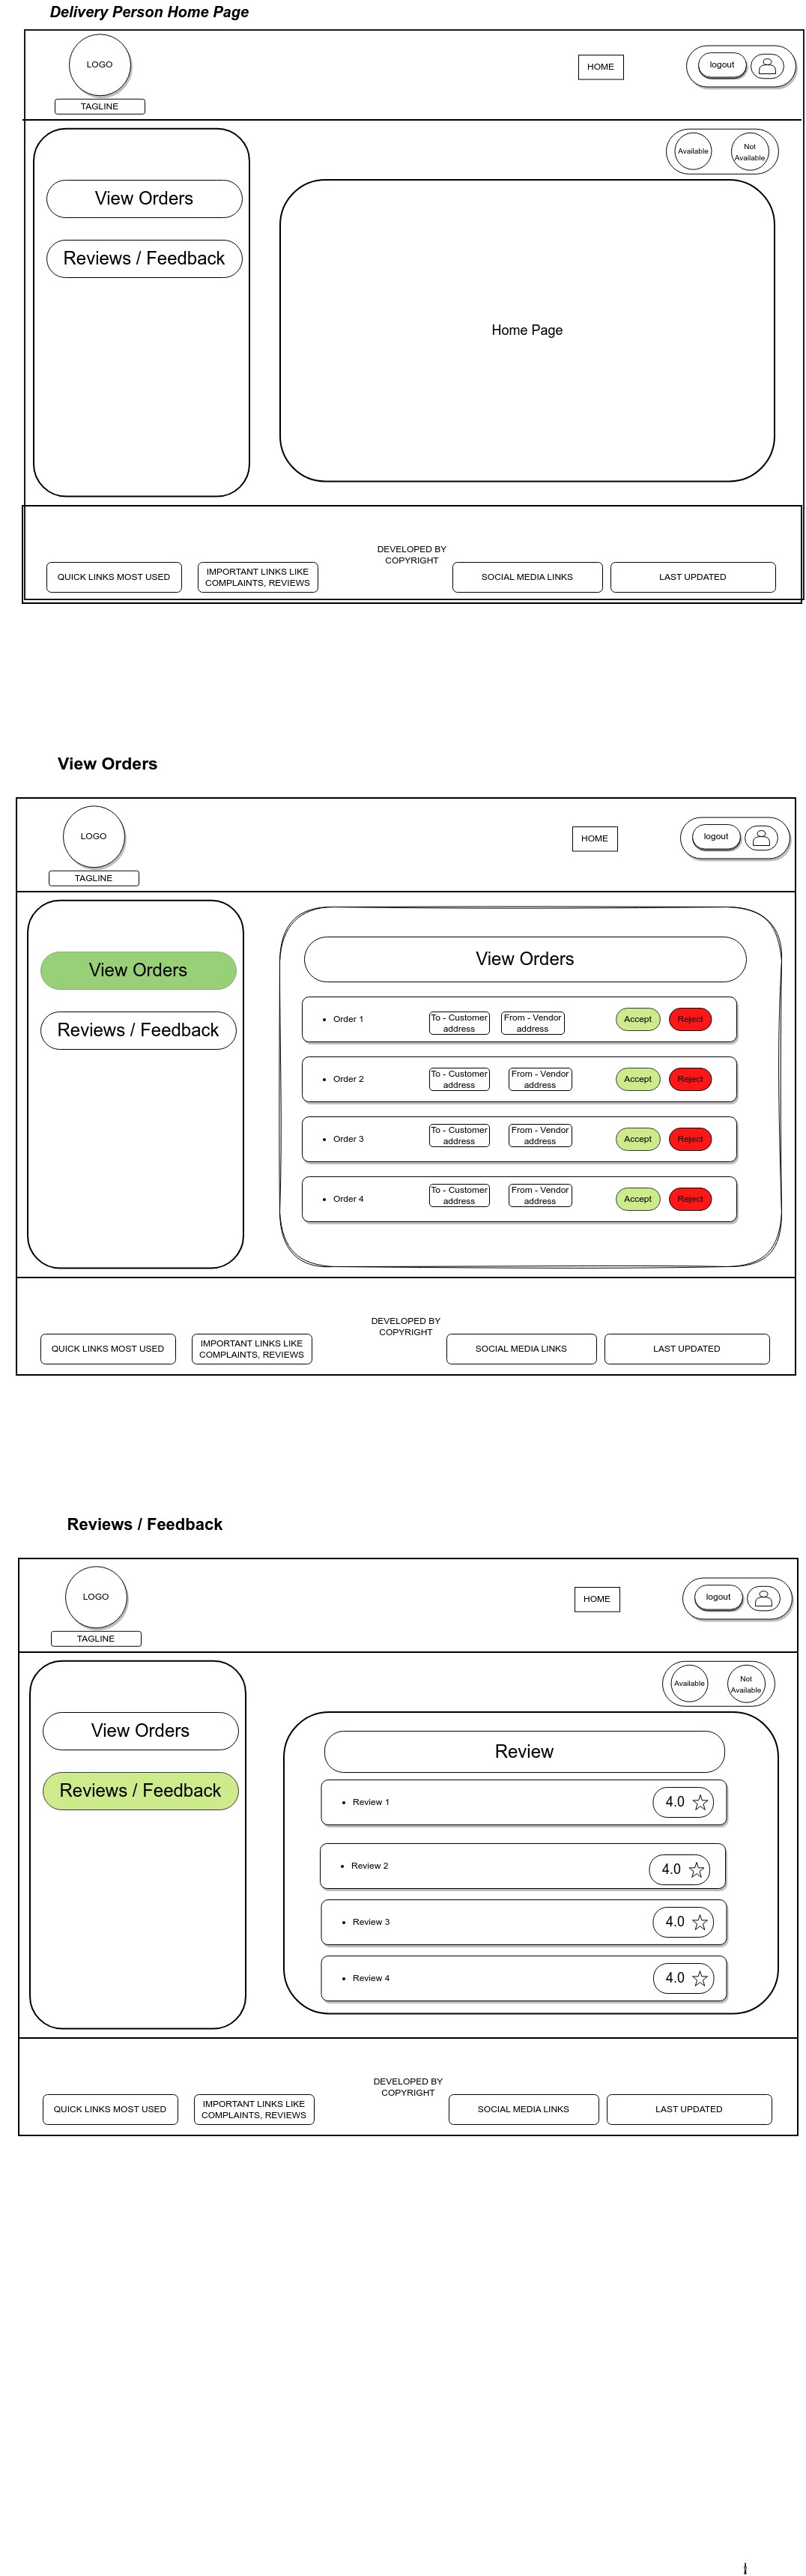 Delivery Person Home Page
LOGO
TAGLINE
HOME
logout
Available
Not
Available
View Orders
Reviews / Feedback
Home Page
DEVELOPED BY
COPYRIGHT
QUICK LINKS MOST USED
IMPORTANT LINKS LIKE
COMPLAINTS, REVIEWS
SOCIAL MEDIA LINKS
LAST UPDATED
View Orders
LOGO
TAGLINE
HOME
logout
View Orders
Reviews / Feedback
View Orders
Order 1
To - Customer
address
From - Vendor
address
Accept
Reject
Order 2
To - Customer
address
From - Vendor
address
Accept
Reject
Order 3
To - Customer
address
From - Vendor
address
Accept
Reject
Order 4
To - Customer
address
From - Vendor
address
Accept
Reject
DEVELOPED BY
COPYRIGHT
QUICK LINKS MOST USED
IMPORTANT LINKS LIKE
COMPLAINTS, REVIEWS
SOCIAL MEDIA LINKS
LAST UPDATED
Reviews / Feedback
LOGO
TAGLINE
HOME
logout
Available
Not
Available
View Orders
Reviews / Feedback
Review
Review 1
4.0
Review 2
4.0
Review 3
4.0
Review 4
4.0
DEVELOPED BY
COPYRIGHT
QUICK LINKS MOST USED
IMPORTANT LINKS LIKE
COMPLAINTS, REVIEWS
SOCIAL MEDIA LINKS
LAST UPDATED